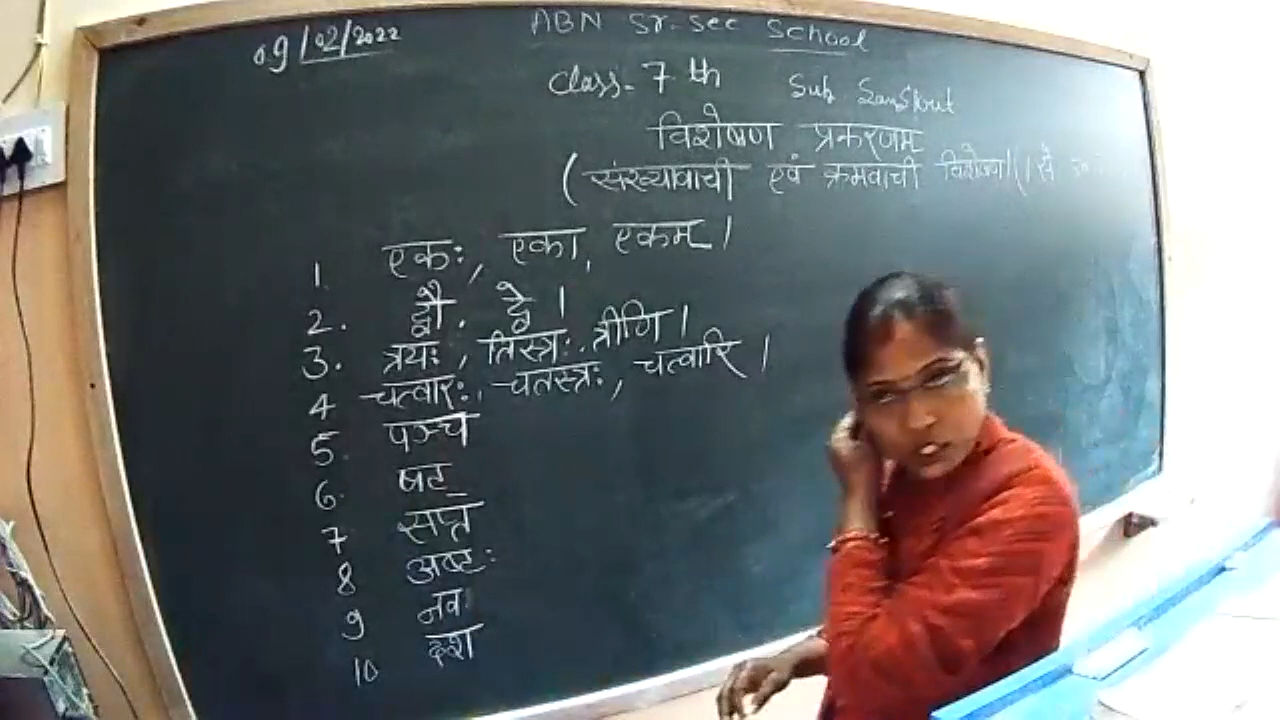 09/02/2022
ABN Sr. Sec School
Class - 7 th Sub Sanskrit
विशेषण प्रकरणम
(संख्यावाची एवं क्रमवाची विशेषण (1 से
1. एकः, एका, एकम् ।
2. द्वौ . द्वे ।
3. त्रयः, तिस्त्रः, त्रीणि ।
4 चत्वारः, चतस्त्रः, चत्वारि ।
5. पञ्च
6. षट्
7 सप्त
8 अष्टः
9 नव
10 दश